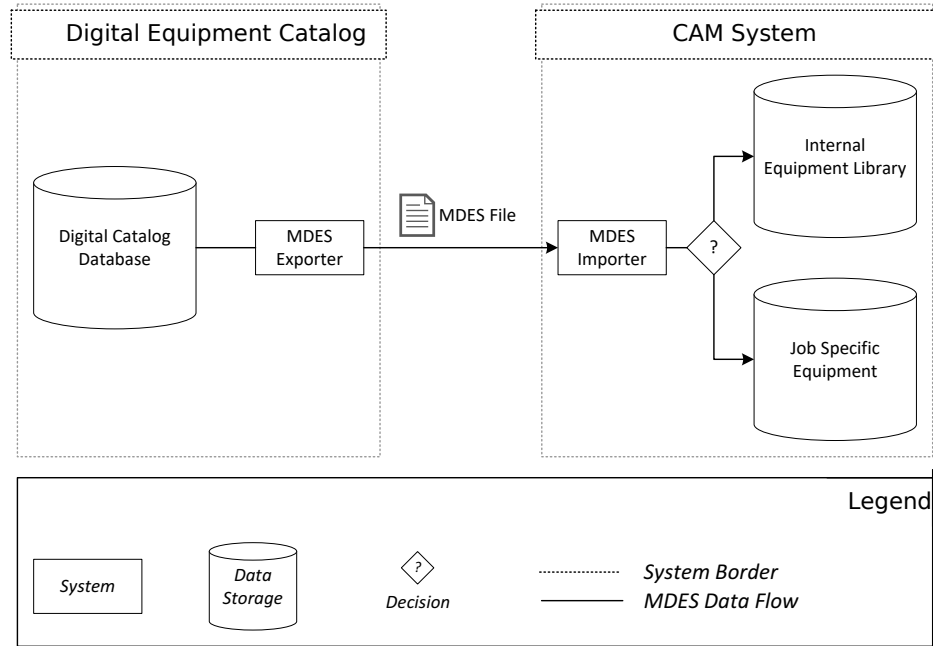 Digital Equipment Catalog
CAM System
Internal
Equipment Library
Digital Catalog
Database
MDES
Exporter
MDES File
MDES
Importer
?
Job Specific
Equipment
Legend
System
Data
Storage
?
Decision
System Border
MDES Data Flow